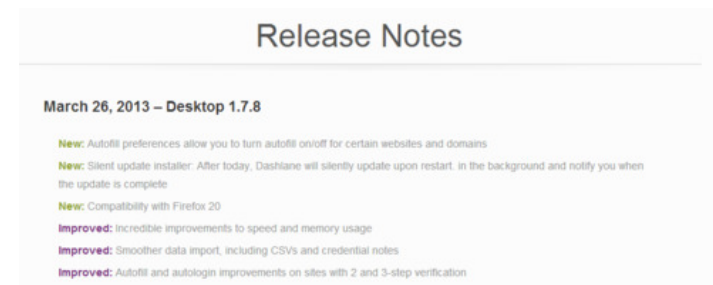 Release Notes
March 26, 2013 – Desktop 1.7.8
New: Autofill preferences allow you to turn autofill on/off for certain websites and domains
New: Silent update installer: After today, Dashlane will silently update upon restart. in the background and notify you when
the update is complete
New: Compatibility with Firefox 20
Improved: Incredible improvements to speed and memory usage
Improved: Smoother data import, including CSVs and credential notes
Improved: Autofill and autologin improvements on sites with 2 and 3-step verification